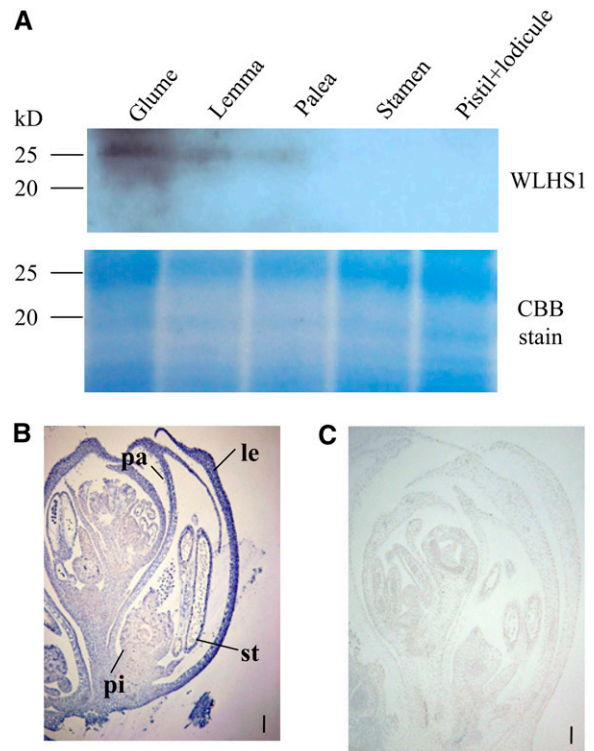 A
Glume Lemma Palea Stamen Pistil+lodicule
kD
25
20
WLHS1
25
20
CBB
stain
B
pa
le
st
pi
C